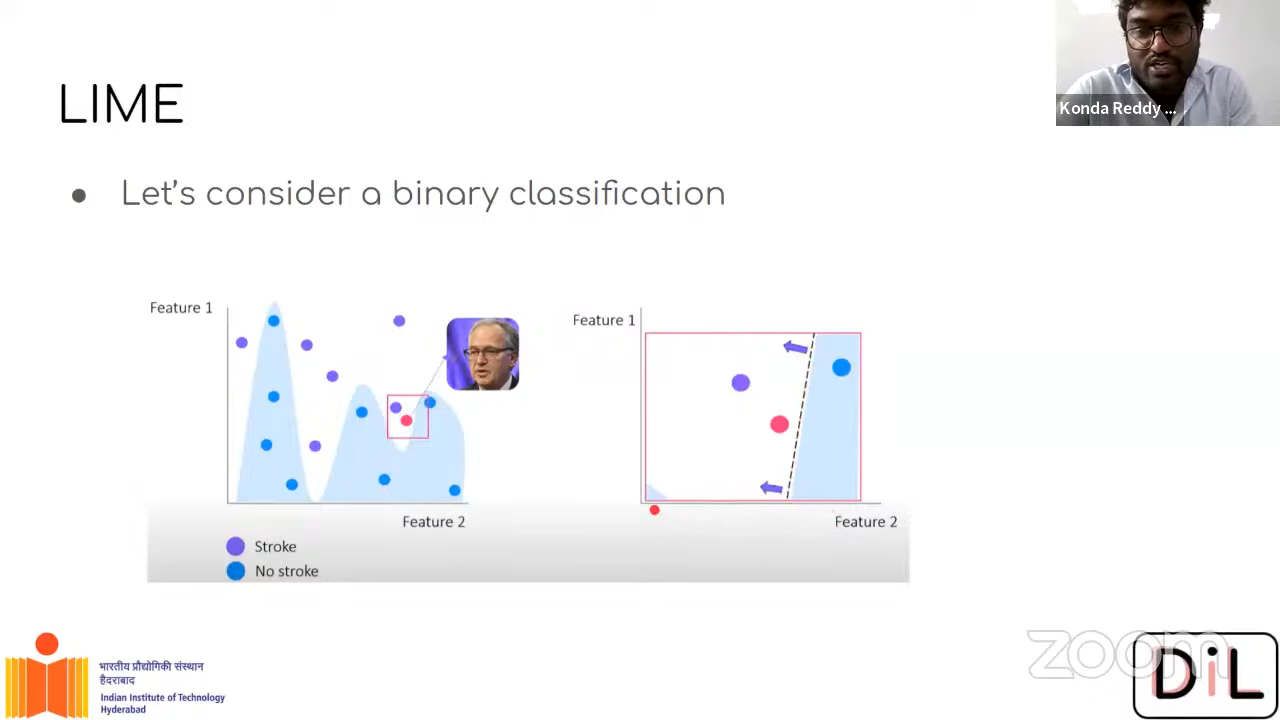 Konda Reddy ...
LIME
● Let's consider a binary classification
Feature 1
Feature 2
Stroke
No stroke
Feature 1
Feature 2
भारतीय प्रौद्योगिकी संस्थान
हैदराबाद
Indian Institute of Technology
Hyderabad
zoom
DiL